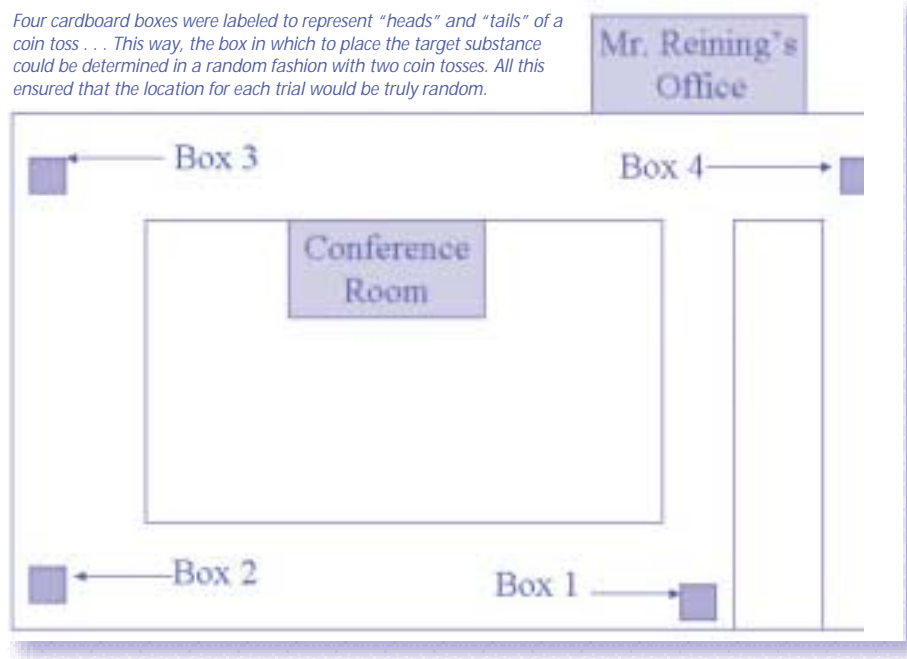 Four cardboard boxes were labeled to represent “heads” and “tails” of a
coin toss . . . This way, the box in which to place the target substance
could be determined in a random fashion with two coin tosses. All this
ensured that the location for each trial would be truly random.
Mr. Reining’s
Office
Box 3
Box 4
Conference
Room
Box 2
Box 1